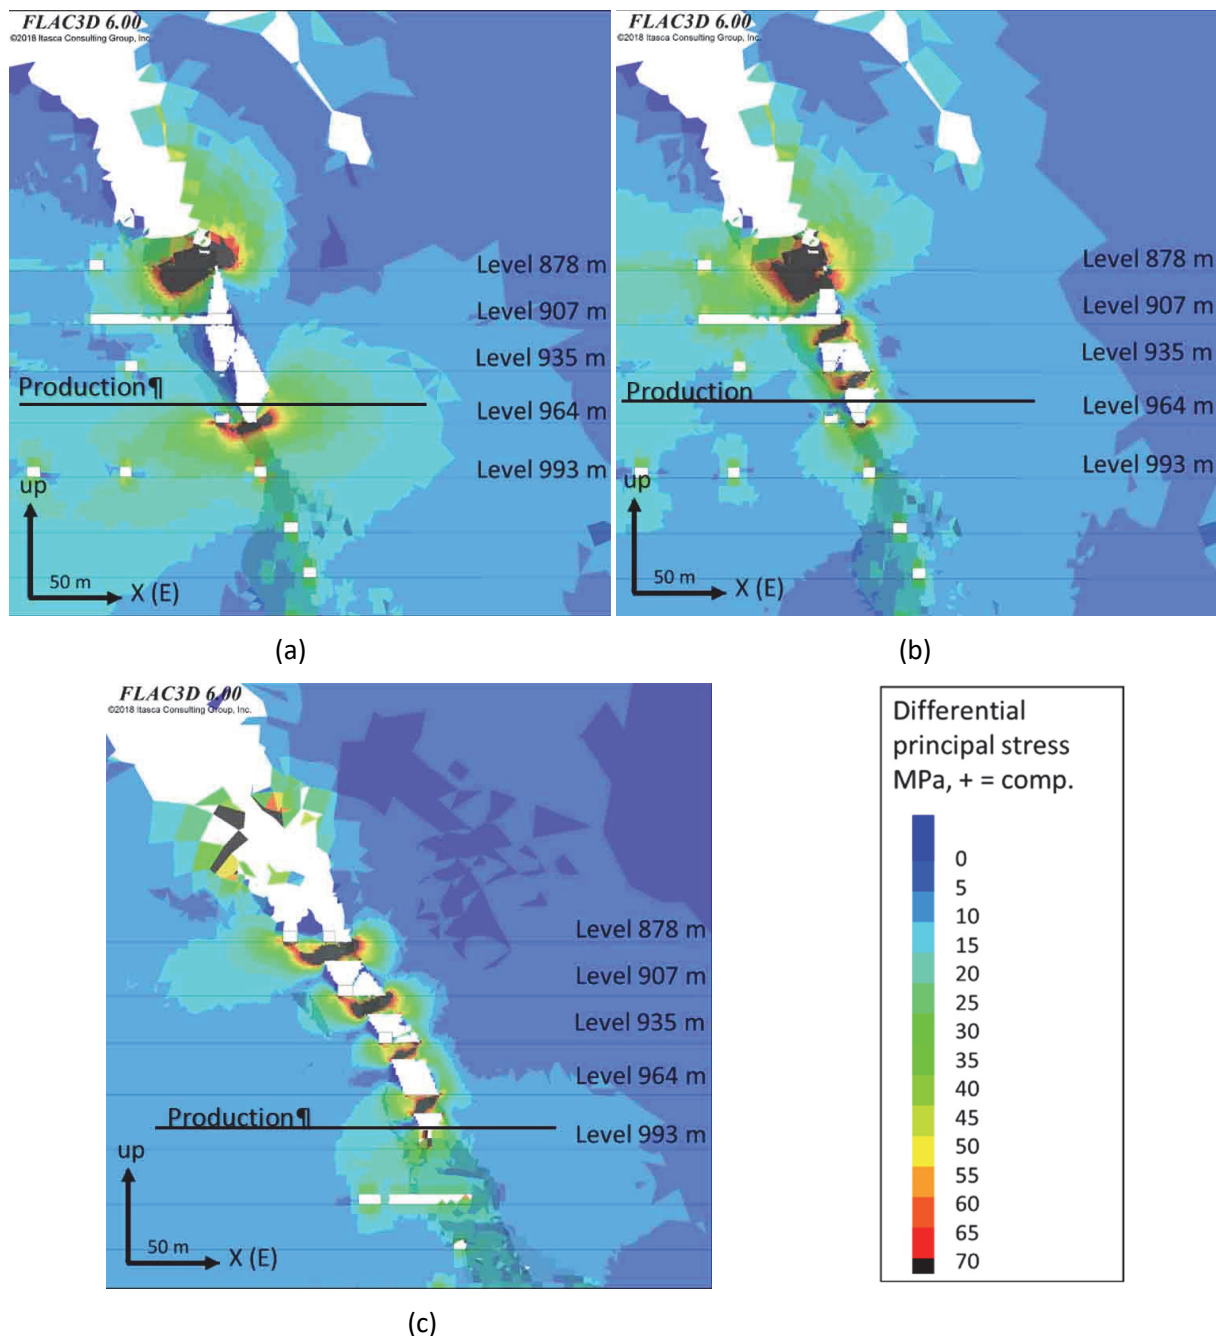 FLAC3D 6.00
©2018 Itasca Consulting Group, Inc.
Level 878 m
Level 907 m
Level 935 m
Production¶
Level 964 m
Level 993 m
up
50 m
X (E)
(a)
FLAC3D 6.00
©2018 Itasca Consulting Group, Inc.
Level 878 m
Level 907 m
Level 935 m
Production
Level 964 m
Level 993 m
up
50 m
X (E)
(b)
FLAC3D 6.00
©2018 Itasca Consulting Group, Inc.
Level 878 m
Level 907 m
Level 935 m
Level 964 m
Production¶
Level 993 m
up
50 m
X (E)
(c)
Differential
principal stress
MPa, + = comp.
0
5
10
15
20
25
30
35
40
45
50
55
60
65
70